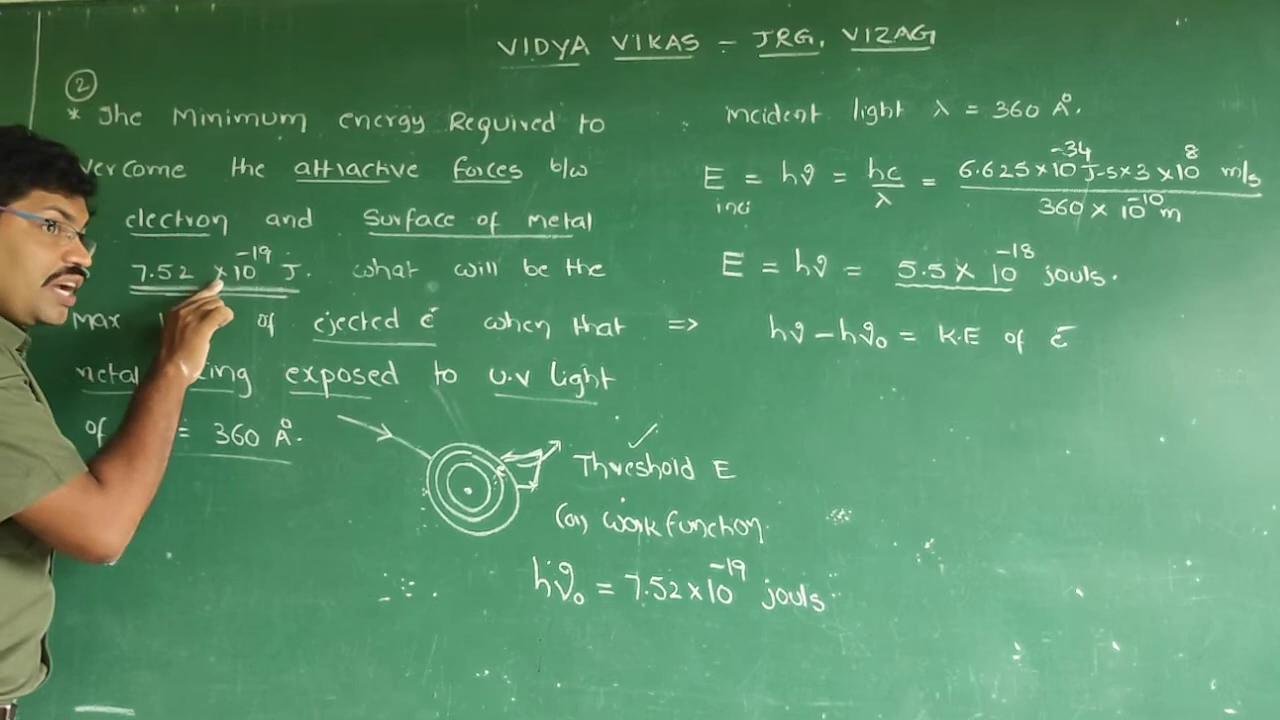 VIDYA VIKAS – JRG, VIZAG
②
* The Minimum energy Required to
vercome the attractive forces b/w
electron and Surface of Metal
7.52 × 10⁻¹⁹ J. what will be the
Max of ejected e⁻ when that
metal exposed to U.V light
of = 360 Å.
incident light λ = 360 Å.
E inci = hν = hc/λ = 6.625 × 10⁻³⁴ J-s × 3 × 10⁸ m/s / 360 × 10⁻¹⁰ m
E = hν = 5.5 × 10⁻¹⁸ jouls.
=> hν – hν₀ = K.E of e⁻
Threshold E ✓
(or) work function.
hν₀ = 7.52 × 10⁻¹⁹ jouls